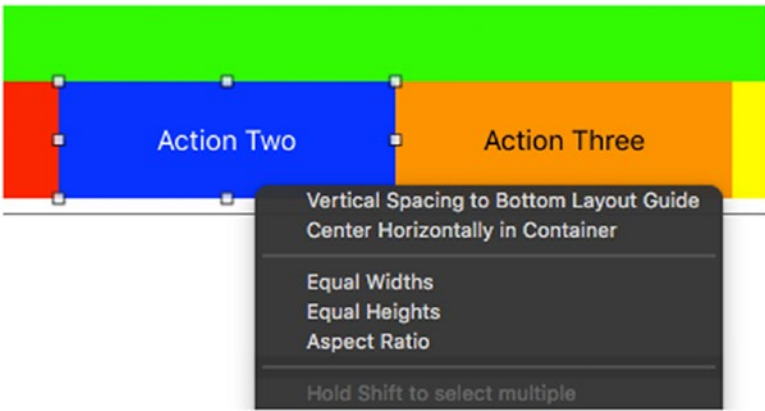 Action Two
Action Three
Vertical Spacing to Bottom Layout Guide
Center Horizontally in Container
Equal Widths
Equal Heights
Aspect Ratio
Hold Shift to select multiple